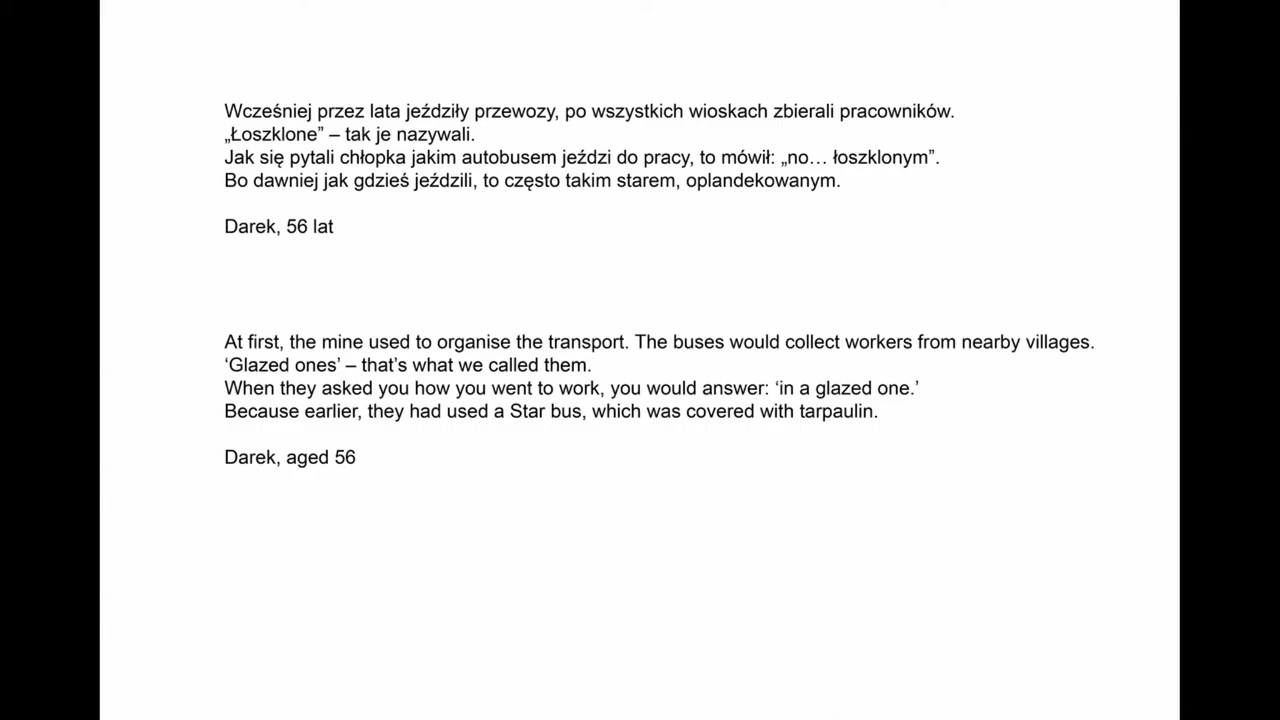 Wcześniej przez lata jeździły przewozy, po wszystkich wioskach zbierali pracowników.
„Łoszklone” – tak je nazywali.
Jak się pytali chłopka jakim autobusem jeździ do pracy, to mówił: „no… łoszklonym”.
Bo dawniej jak gdzieś jeździli, to często takim starem, oplandekowanym.
Darek, 56 lat
At first, the mine used to organise the transport. The buses would collect workers from nearby villages.
‘Glazed ones’ – that’s what we called them.
When they asked you how you went to work, you would answer: ‘in a glazed one.’
Because earlier, they had used a Star bus, which was covered with tarpaulin.
Darek, aged 56